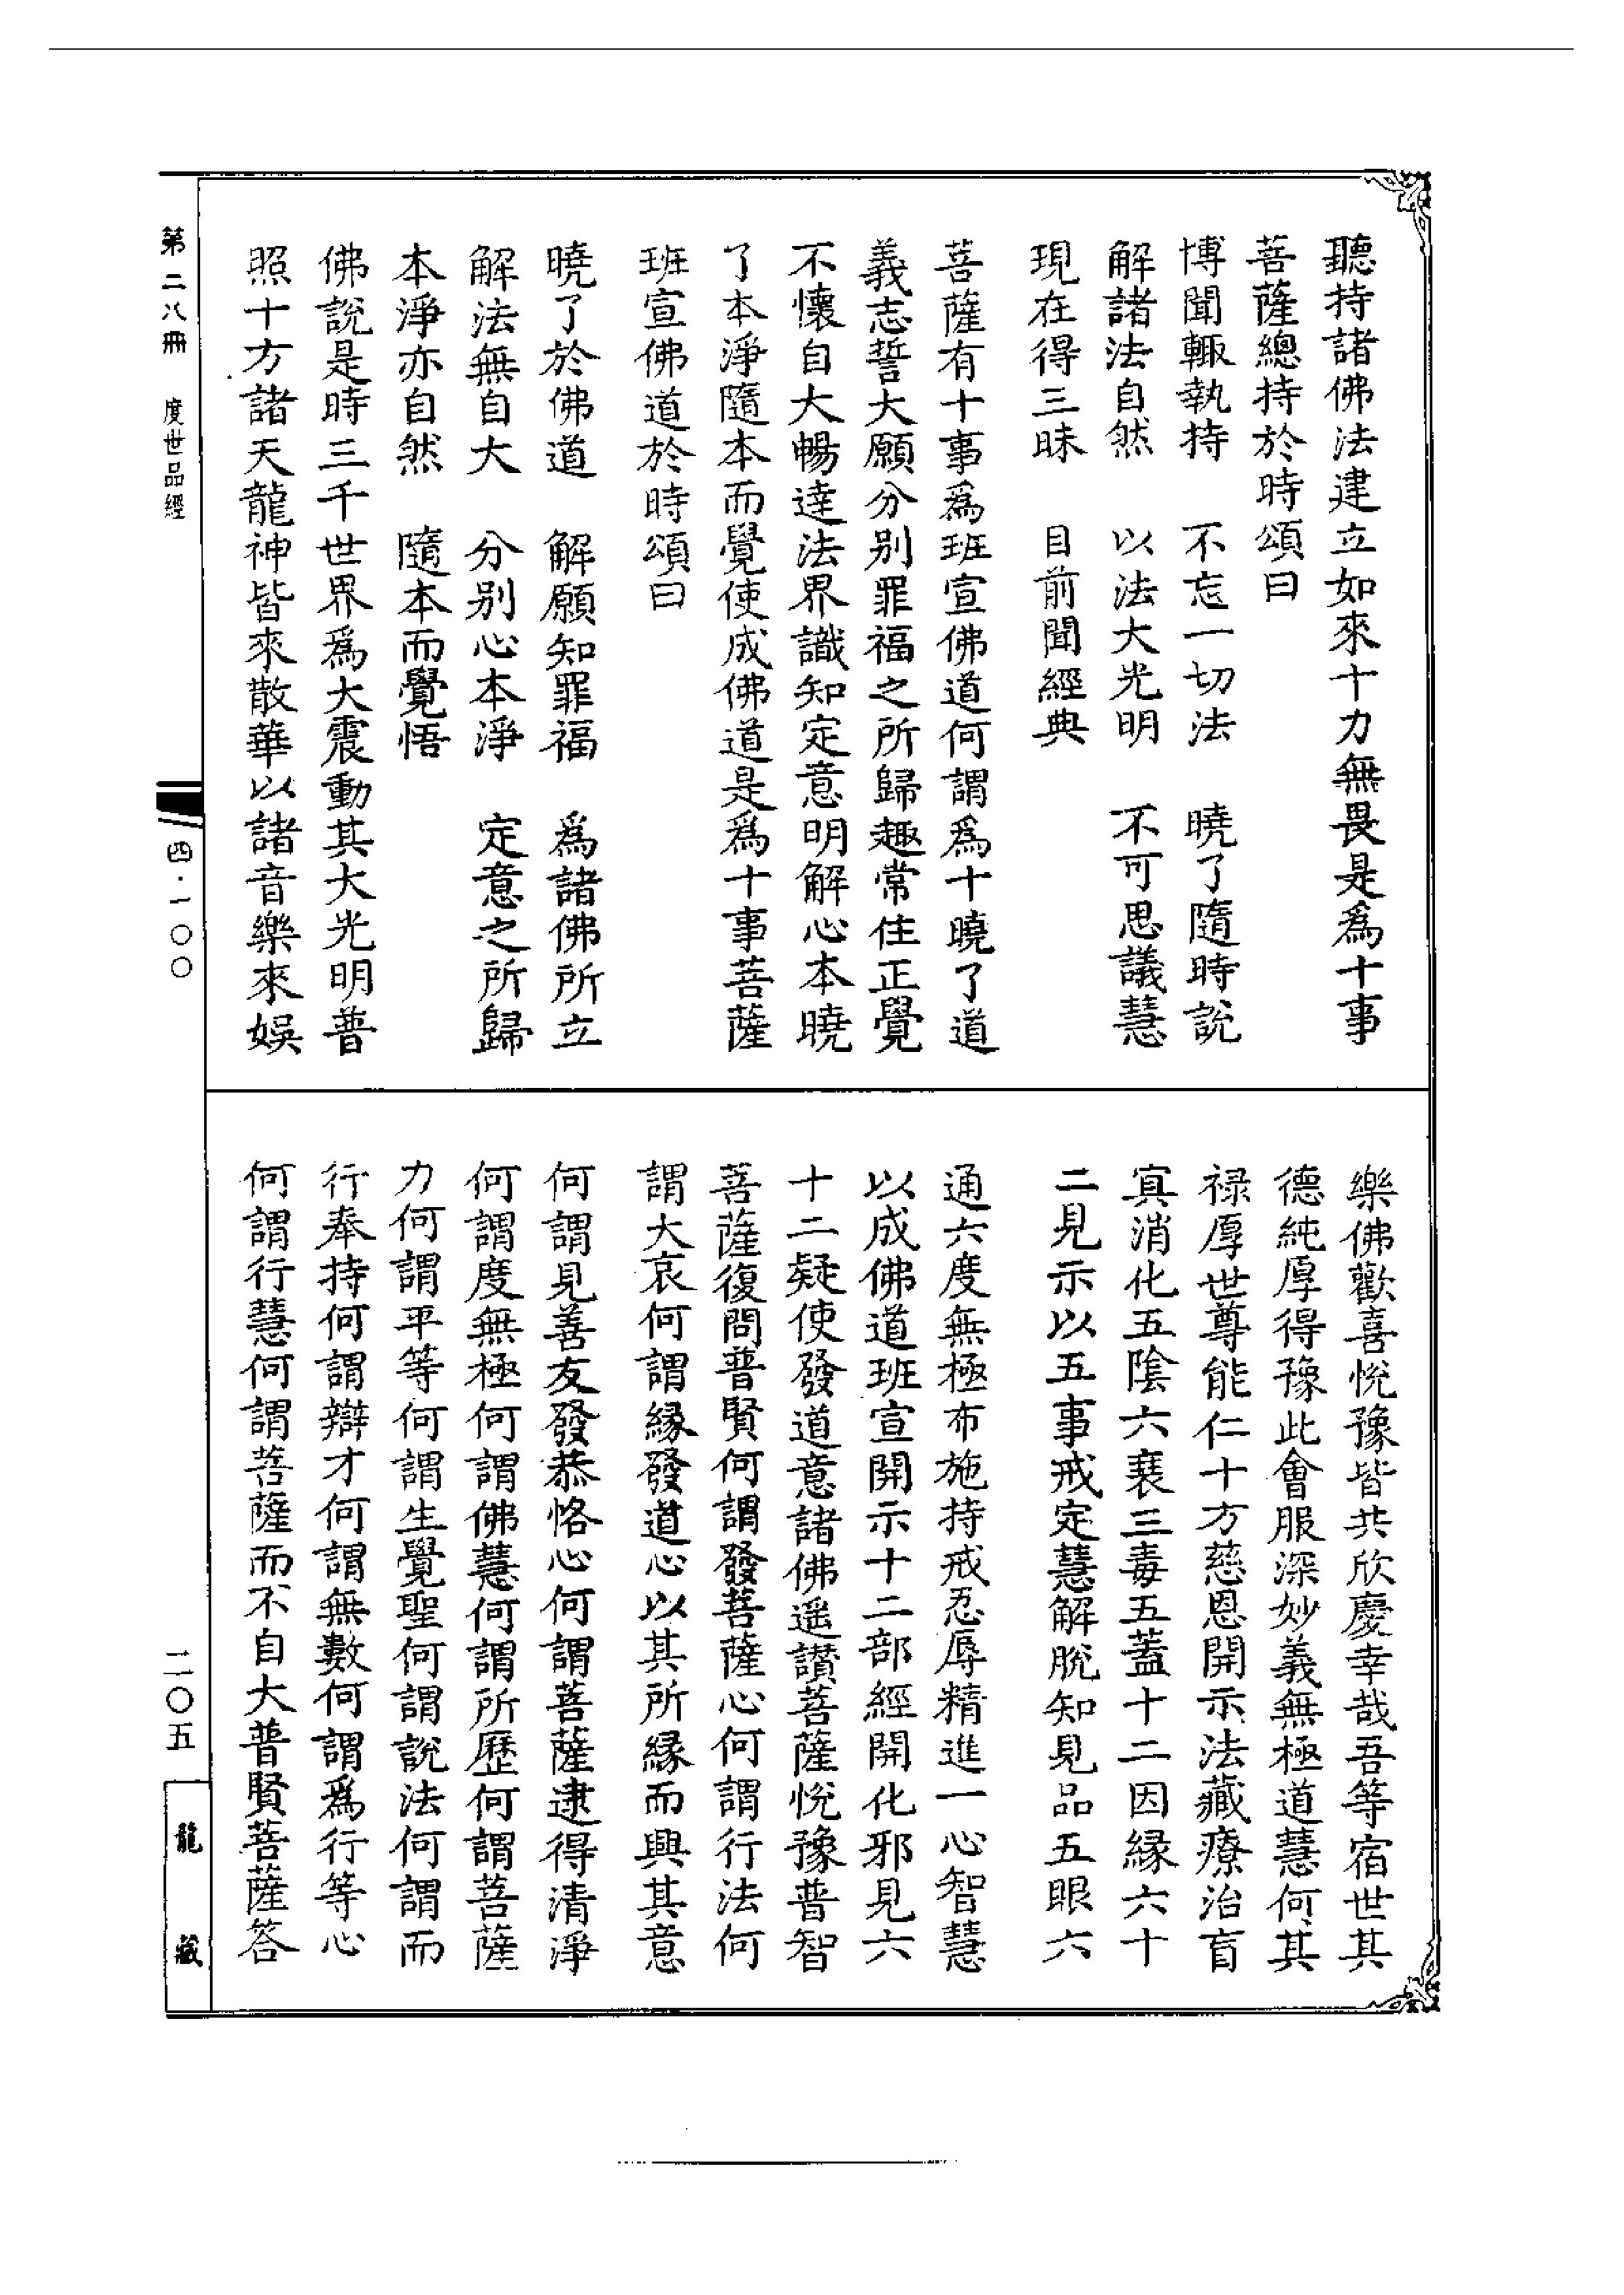 聽持諸佛法建立如來十力無畏是爲十事
菩薩總持於時頌曰
博聞輙執持　不忘一切法　曉了隨時説
解諸法自然　以法大光明　不可思議慧
現在得三昧　目前聞經典
菩薩有十事爲班宣佛道何謂爲十曉了道
義志誓大願分别罪福之所歸趣常住正覺
不懷自大暢達法界識知定意明解心本曉
了本淨隨本而覺使成佛道是爲十事菩薩
班宣佛道於時頌曰
曉了於佛道　解願知罪福　爲諸佛所立
解法無自大　分别心本淨　定意之所歸
本淨亦自然　隨本而覺悟
佛説是時三千世界爲大震動其大光明普
照十方諸天龍神皆來散華以諸音樂來娛
樂佛歡喜悅豫皆共欣慶幸哉吾等宿世其
德純厚得豫此會服深妙義無極道慧何其
禄厚世尊能仁十方慈恩開示法藏療治盲
冥消化五陰六衰三毒五蓋十二因緣六十
二見示以五事戒定慧解脫知見品五眼六
通六度無極布施持戒忍辱精進一心智慧
以成佛道班宣開示十二部經開化邪見六
十二疑使發道意諸佛遥讃菩薩悅豫普智
菩薩復問普賢何謂發菩薩心何謂行法何
謂大哀何謂緣發道心以其所緣而興其意
何謂見善友發恭恪心何謂菩薩逮得清淨
何謂度無極何謂佛慧何謂所歷何謂菩薩
力何謂平等何謂生覺聖何謂説法何謂而
行奉持何謂辯才何謂無數何謂爲行等心
何謂行慧何謂菩薩而不自大普賢菩薩答
第二八冊　度世品經
四·一〇〇
二〇五
龍藏